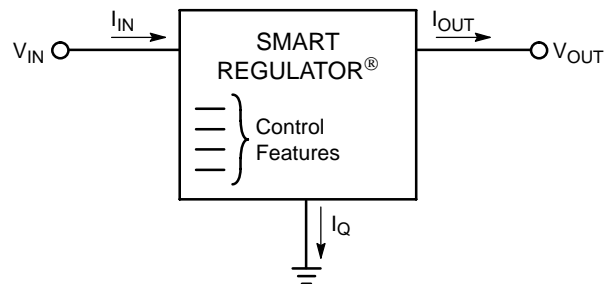 I_IN
I_OUT
V_IN
SMART
REGULATOR®
V_OUT
Control
Features
I_Q